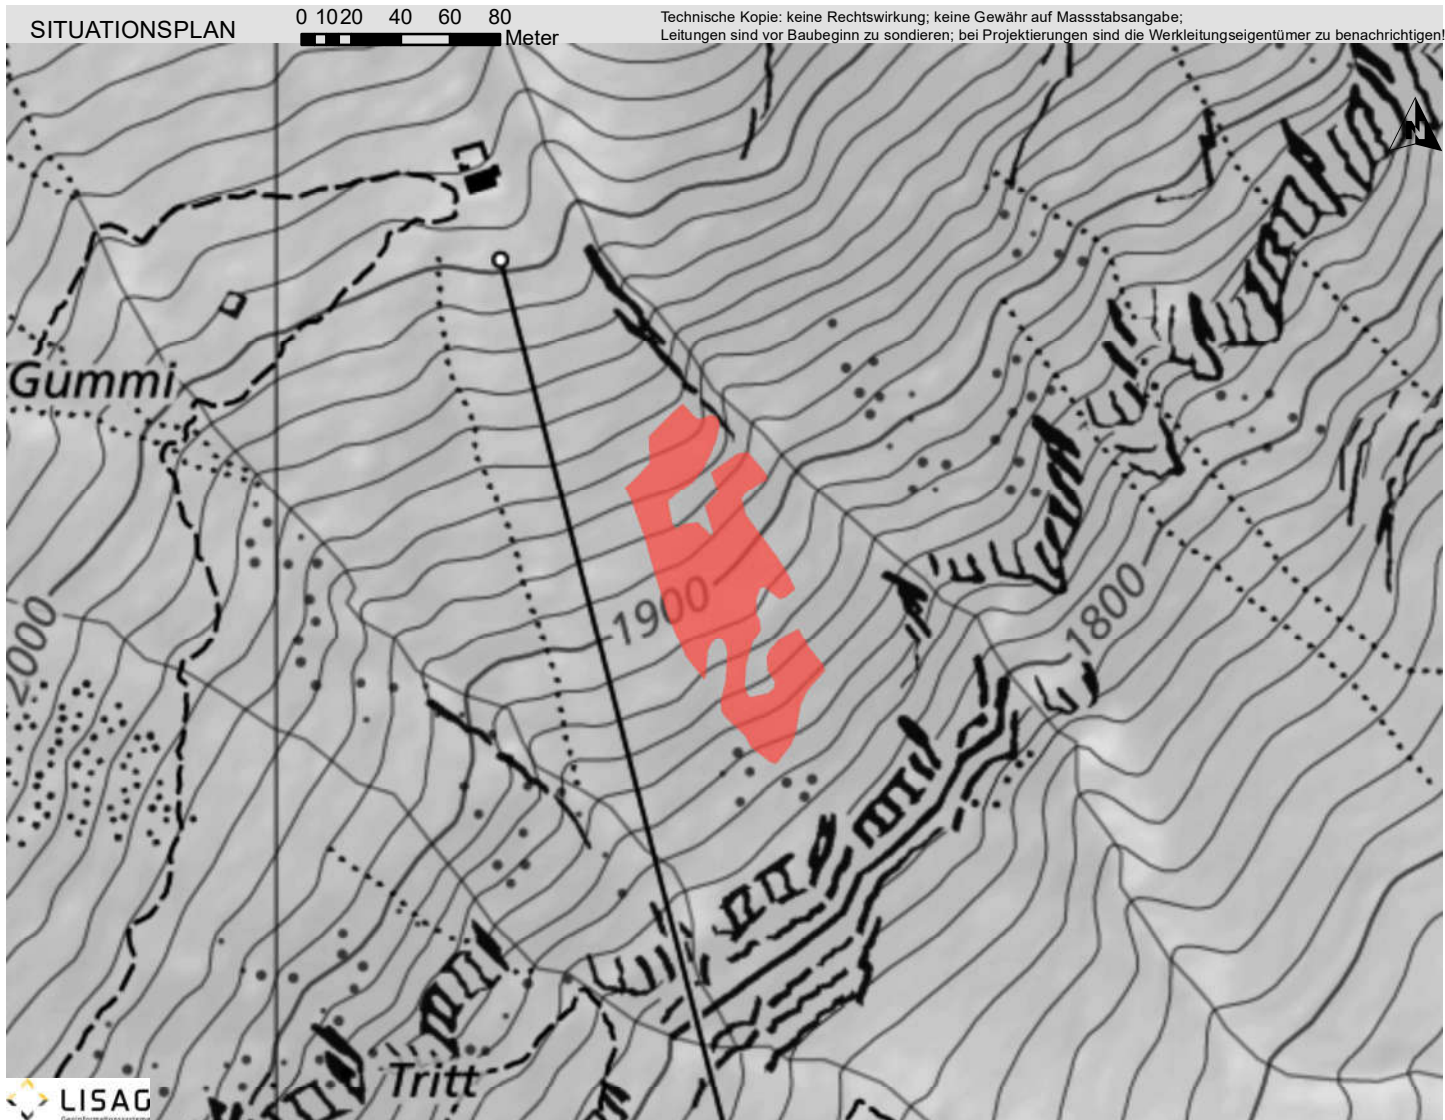 SITUATIONSPLAN
0 10 20 40 60 80
Meter
Technische Kopie: keine Rechtswirkung; keine Gewähr auf Massstabsangabe;
Leitungen sind vor Baubeginn zu sondieren; bei Projektierungen sind die Werkleitungseigentümer zu benachrichtigen!
N
Gummi
1900
1800
2000
Tritt
LISAG